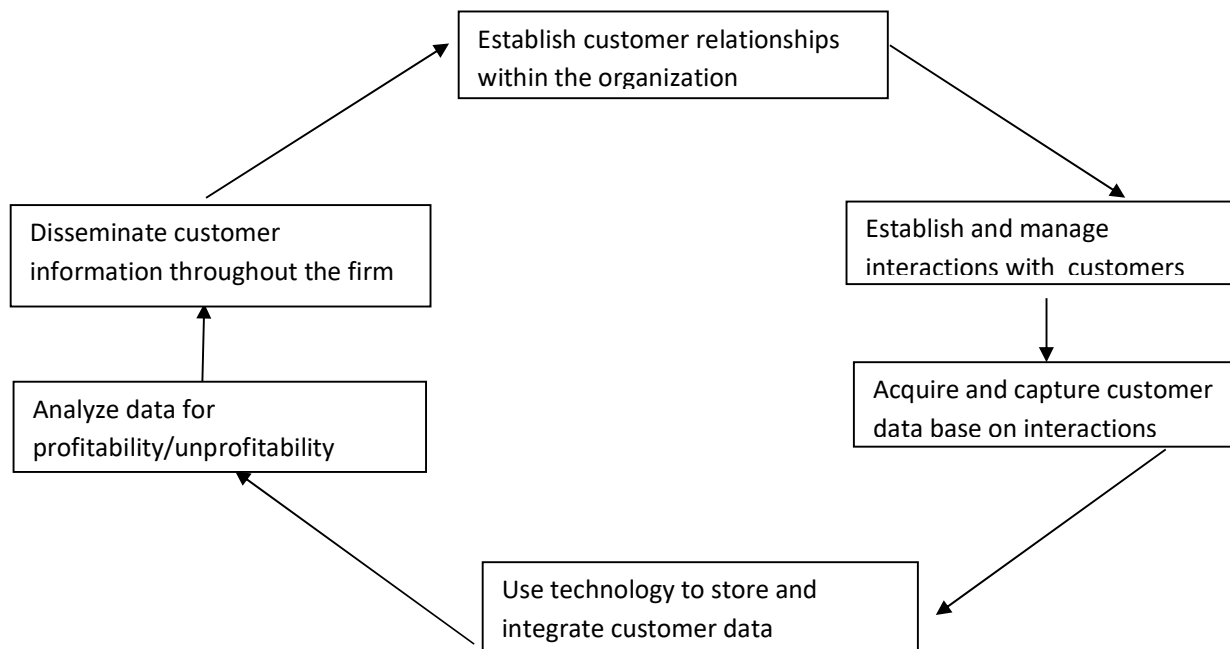 Establish customer relationships
within the organization
Disseminate customer
information throughout the firm
Establish and manage
interactions with  customers
Analyze data for
profitability/unprofitability
Acquire and capture customer
data base on interactions
Use technology to store and
integrate customer data